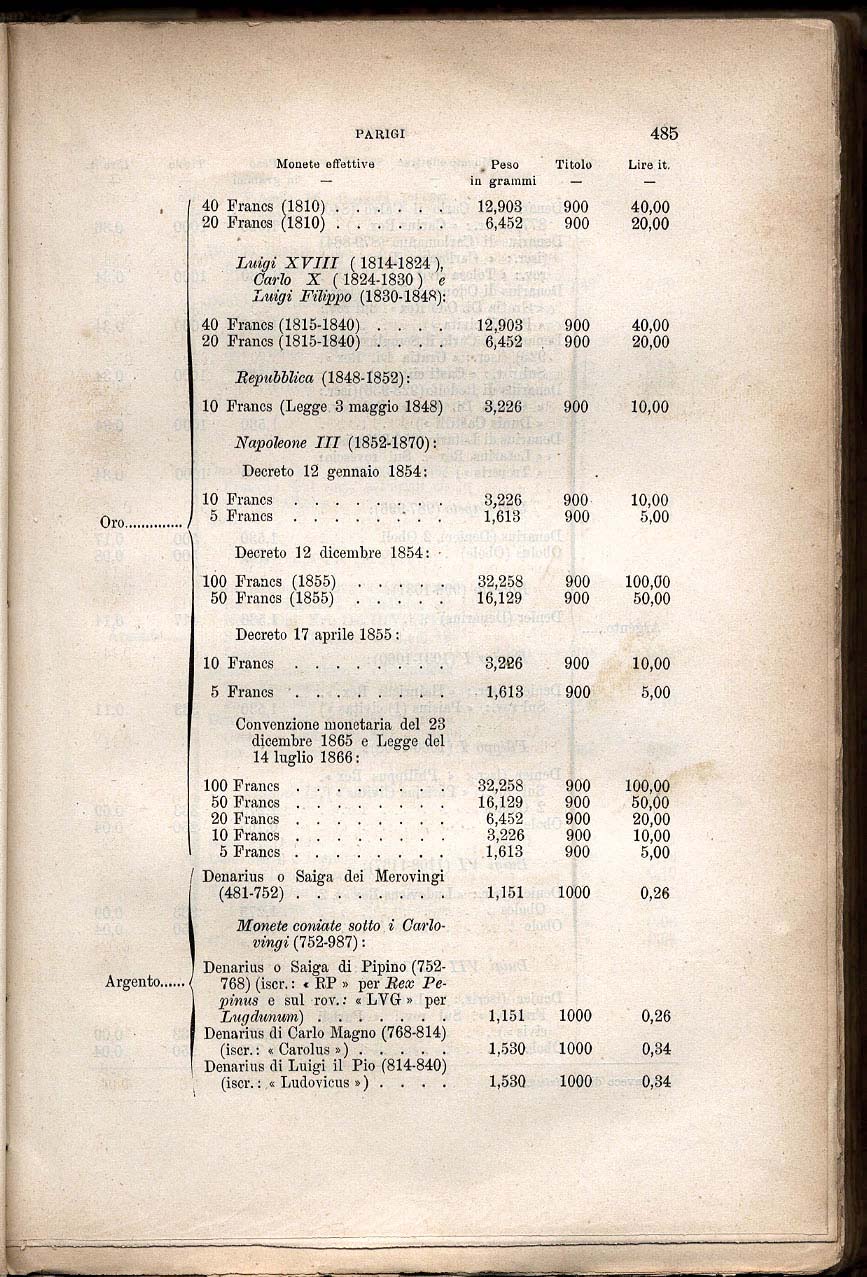 PARIGI 485
Monete effettive Peso Titolo Lire it.
— in grammi — —
40 Francs (1810) . . . . . . 12,903 900 40,00
20 Francs (1810) . . . . . . 6,452 900 20,00
Luigi XVIII (1814-1824),
Carlo X (1824-1830) e
Luigi Filippo (1830-1848):
40 Francs (1815-1840) . . . . 12,903 900 40,00
20 Francs (1815-1840) . . . . 6,452 900 20,00
Repubblica (1848-1852):
10 Francs (Legge 3 maggio 1848) 3,226 900 10,00
Napoleone III (1852-1870):
Decreto 12 gennaio 1854:
10 Francs . . . . . . . . 3,226 900 10,00
Oro.............. 5 Francs . . . . . . . . 1,613 900 5,00
Decreto 12 dicembre 1854:
100 Francs (1855) . . . . . 32,258 900 100,00
50 Francs (1855) . . . . . 16,129 900 50,00
Decreto 17 aprile 1855:
10 Francs . . . . . . . . 3,226 900 10,00
5 Francs . . . . . . . . 1,613 900 5,00
Convenzione monetaria del 23
dicembre 1865 e Legge del
14 luglio 1866:
100 Francs . . . . . . . . 32,258 900 100,00
50 Francs . . . . . . . . 16,129 900 50,00
20 Francs . . . . . . . . 6,452 900 20,00
10 Francs . . . . . . . . 3,226 900 10,00
5 Francs . . . . . . . . 1,613 900 5,00
Denarius o Saiga dei Merovingi
(481-752) . . . . . . . . 1,151 1000 0,26
Monete coniate sotto i Carlo-
vingi (752-987):
Denarius o Saiga di Pipino (752-
Argento...... 768) (iscr.: « RP » per Rex Pe-
pinus e sul rov.: « LVG » per
Lugdunum) . . . . . . . 1,151 1000 0,26
Denarius di Carlo Magno (768-814)
(iscr.: « Carolus ») . . . . . 1,530 1000 0,34
Denarius di Luigi il Pio (814-840)
(iscr.: « Ludovicus ») . . . . 1,530 1000 0,34